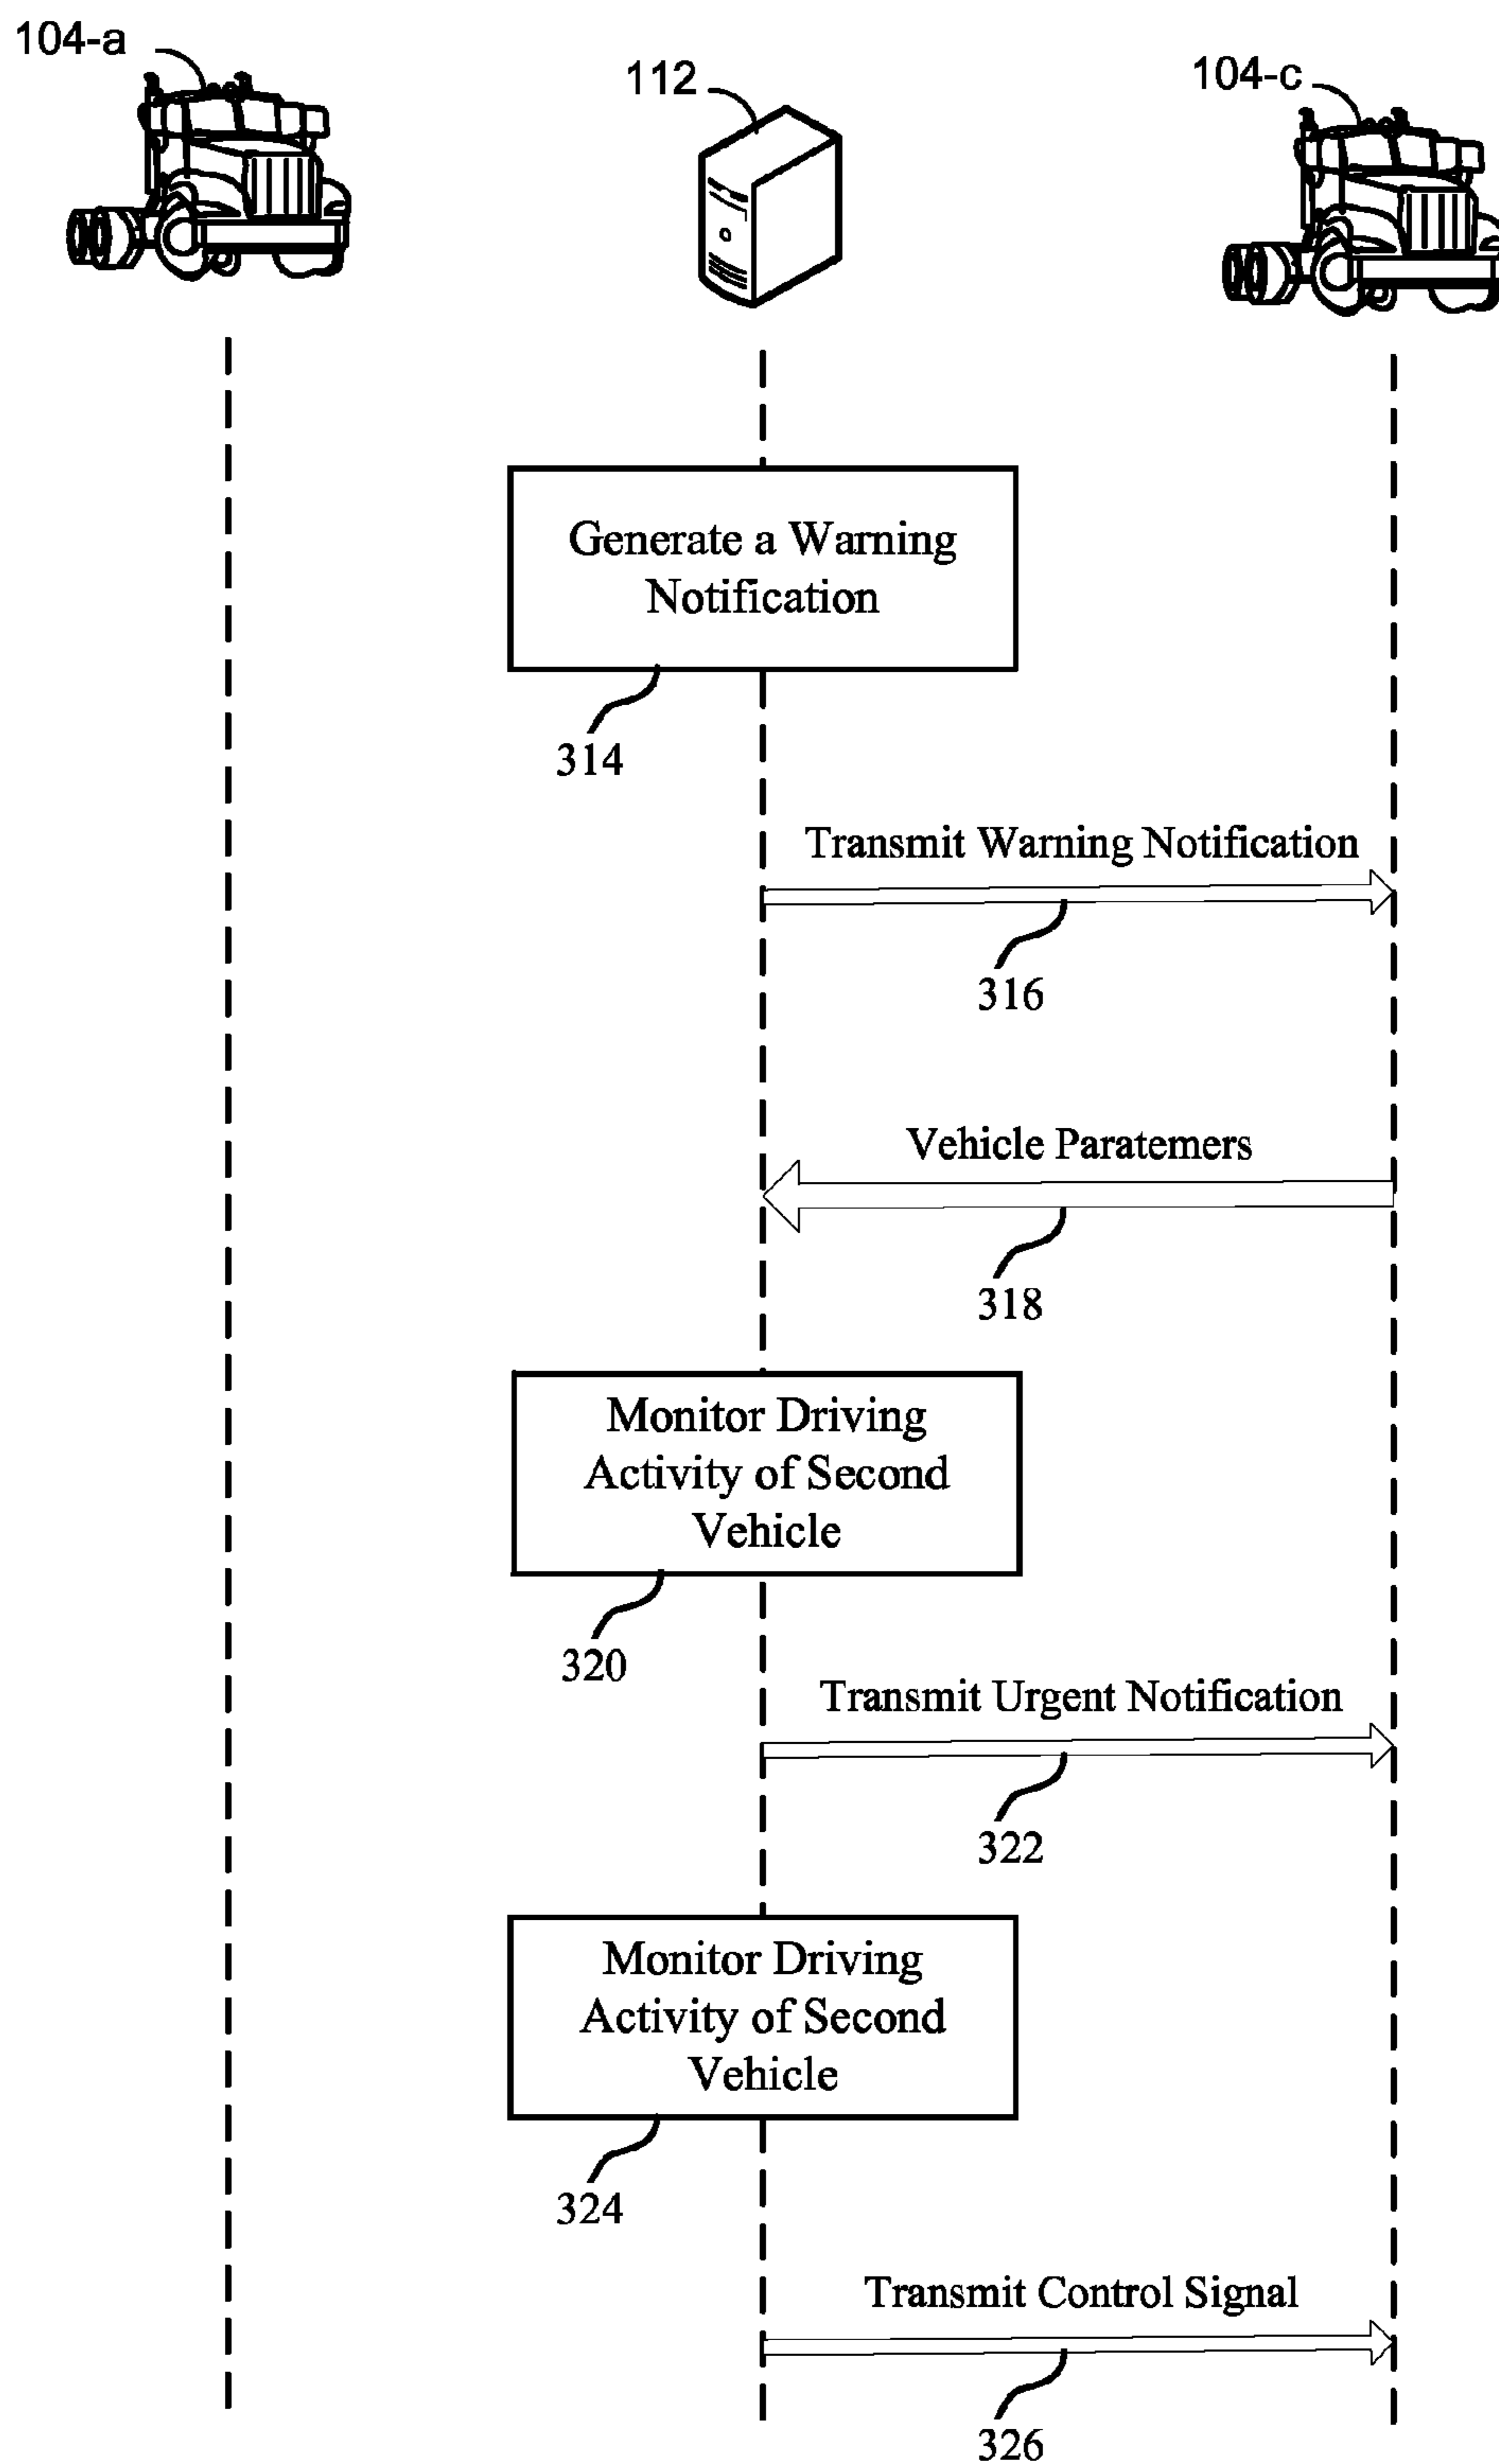 104-a
112
104-c
Generate a Warning
Notification
314
Transmit Warning Notification
316
Vehicle Paratemers
318
Monitor Driving
Activity of Second
Vehicle
320
Transmit Urgent Notification
322
Monitor Driving
Activity of Second
Vehicle
324
Transmit Control Signal
326